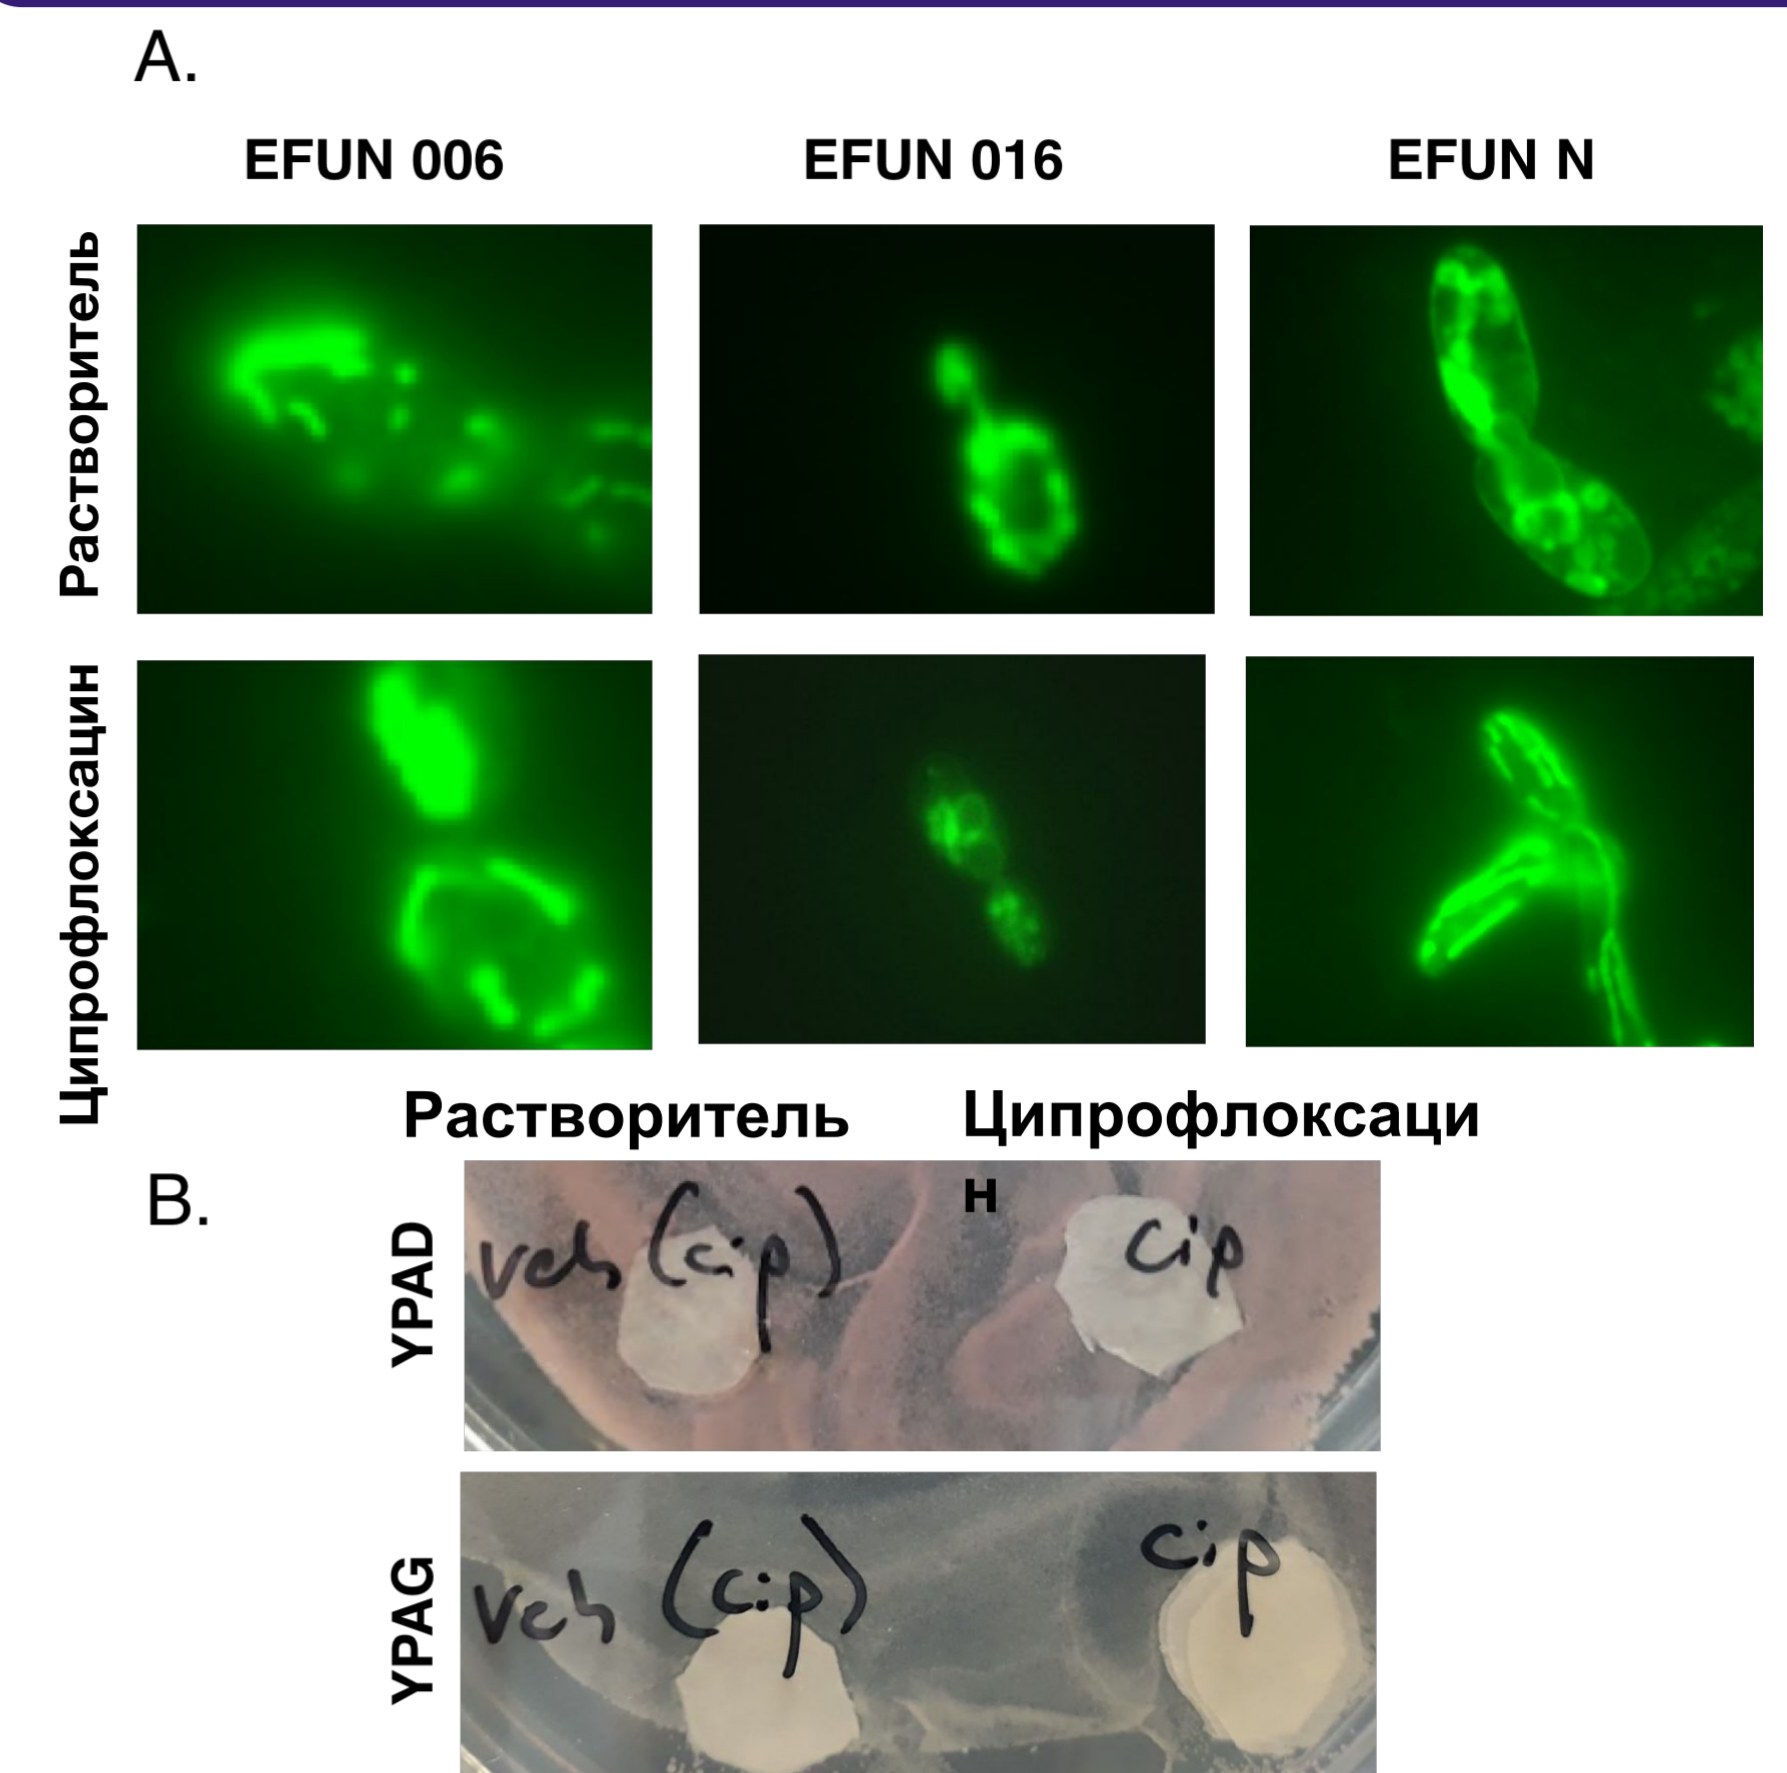 A.
EFUN 006
EFUN 016
EFUN N
Растворитель
Ципрофлоксацин
Растворитель
Ципрофлоксаци
н
B.
YPAD
veh (cip)
cip
YPAG
veh (cip)
cip